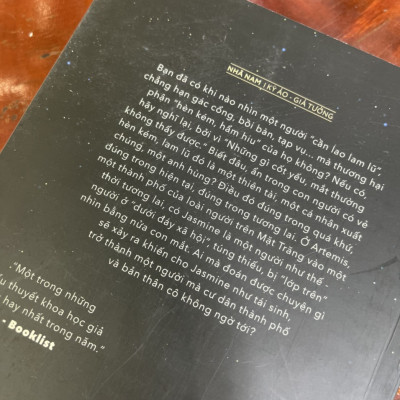 NHÃ NAM | KỲ ẢO - GIẢ TƯỞNG
Bạn đã có khi nào nhìn một người "cần lao lam lũ",
chẳng hạn gác cổng, bồi bàn, tạp vụ... mà thương hại
phận "hèn kém, hẩm hiu" của họ không? Nếu có,
hãy nghĩ lại, bởi vì "Những gì cốt yếu, mắt thường
không thấy được." Biết đâu, ẩn trong con người có vẻ
hèn kém, lam lũ đó là một thiên tài, một cá nhân xuất
chúng, một anh hùng? Điều đó đúng trong quá khứ,
đúng trong hiện tại, đúng trong tương lai. Ở Artemis,
một thành phố của loài người trên Mặt Trăng vào một
thời tương lai, cô Jasmine là một người như thế -
người ở "dưới đáy xã hội" túng thiếu, bị "lớp trên"
nhìn bằng nửa con mắt. Ai mà đoán được chuyện gì
sẽ xảy ra khiến cho Jasmine như tái sinh,
trở thành một người mà cư dân thành phố
và bản thân cô không ngờ tới?
"Một trong những
ểu thuyết khoa học giả
hay nhất trong năm."
- Booklist